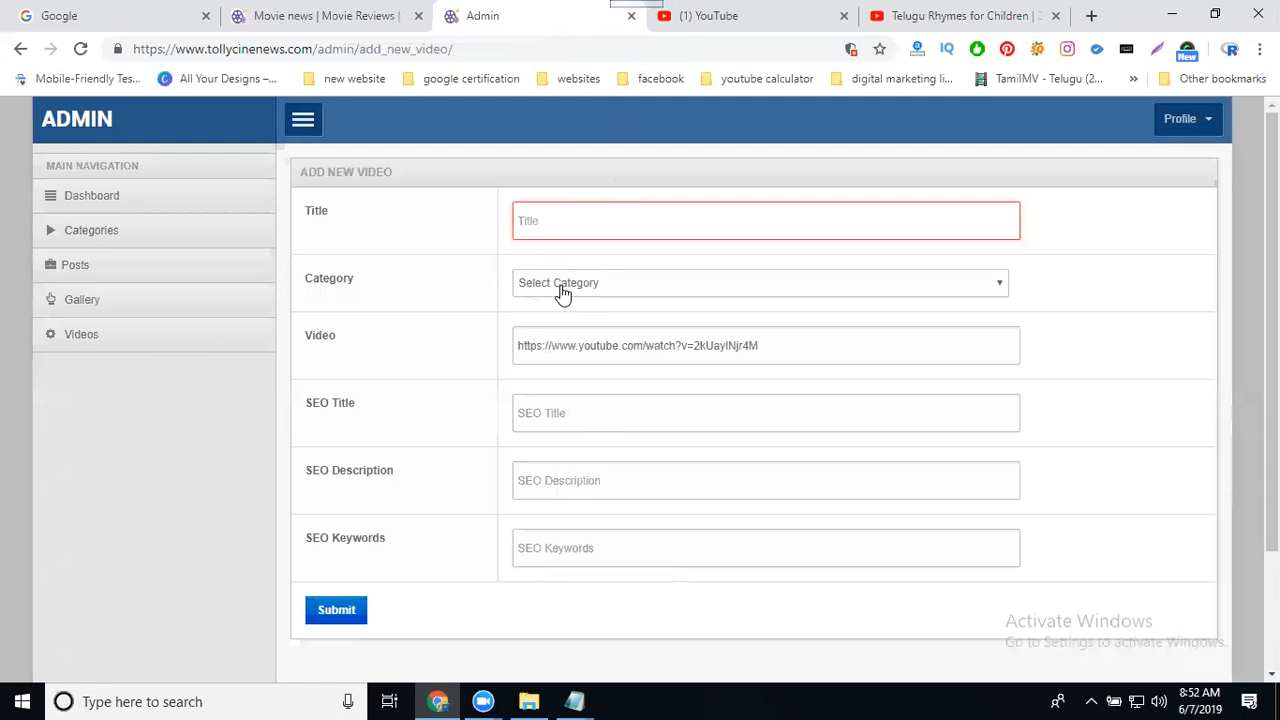 Google
Movie news | Movie Reviews
Admin
(1) YouTube
Telugu Rhymes for Children |
https://www.tollycinenews.com/admin/add_new_video/
New
Mobile-Friendly Tes...
All Your Designs –...
new website
google certification
websites
facebook
youtube calculator
digital marketing li...
TamilMV - Telugu (2...
»
Other bookmarks
ADMIN
Profile
MAIN NAVIGATION
Dashboard
Categories
Posts
Gallery
Videos
ADD NEW VIDEO
Title
Title
Category
Select Category
Video
https://www.youtube.com/watch?v=2kUaylNjr4M
SEO Title
SEO Title
SEO Description
SEO Description
SEO Keywords
SEO Keywords
Submit
Activate Windows
Go to Settings to activate Windows.
Type here to search
8:52 AM
6/7/2019